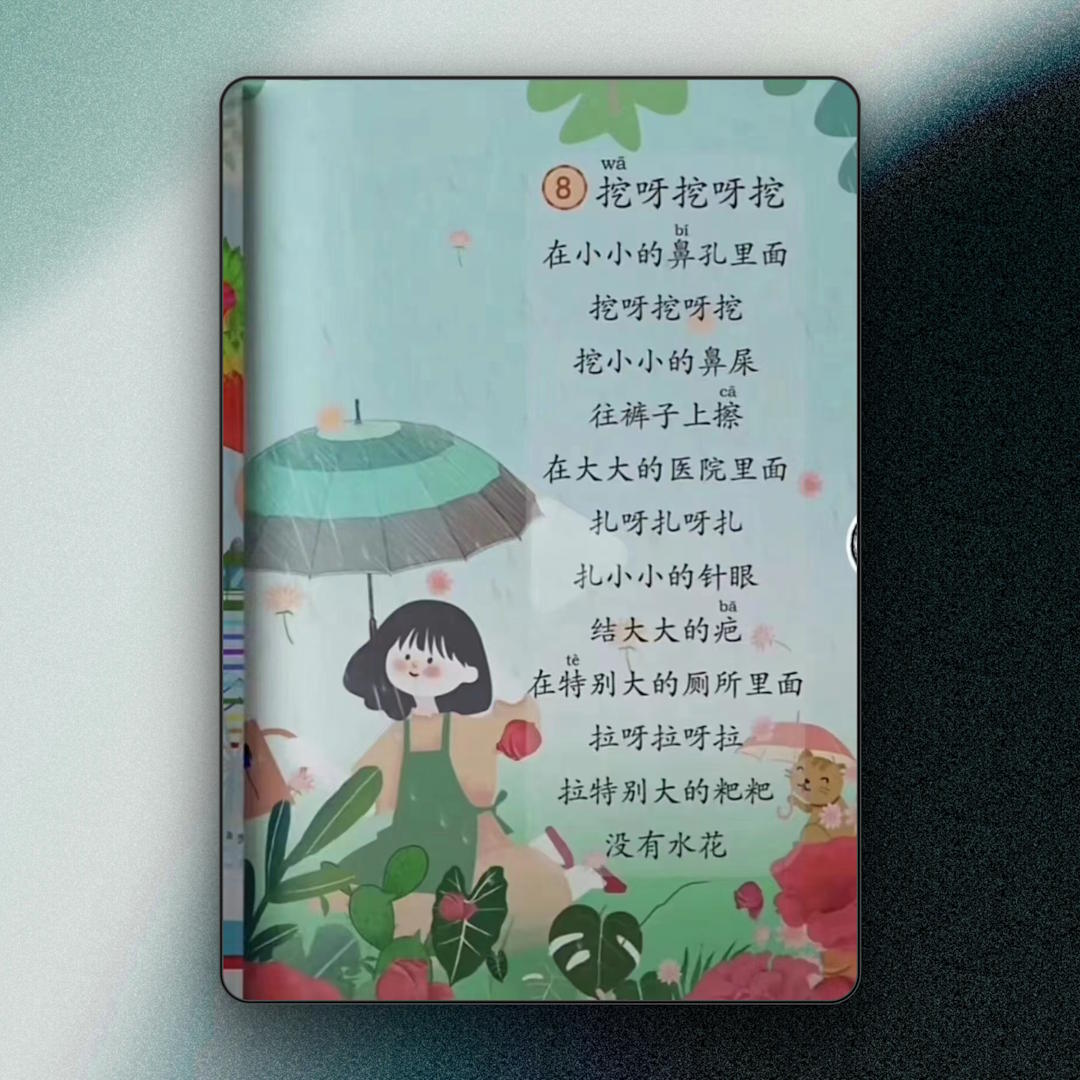 wā
8 挖呀挖呀挖
bí
在小小的鼻孔里面
挖呀挖呀挖
挖小小的鼻屎
cā
往裤子上擦
在大大的医院里面
扎呀扎呀扎
扎小小的针眼
bā
结大大的疤
tè
在特别大的厕所里面
拉呀拉呀拉
拉特别大的粑粑
没有水花